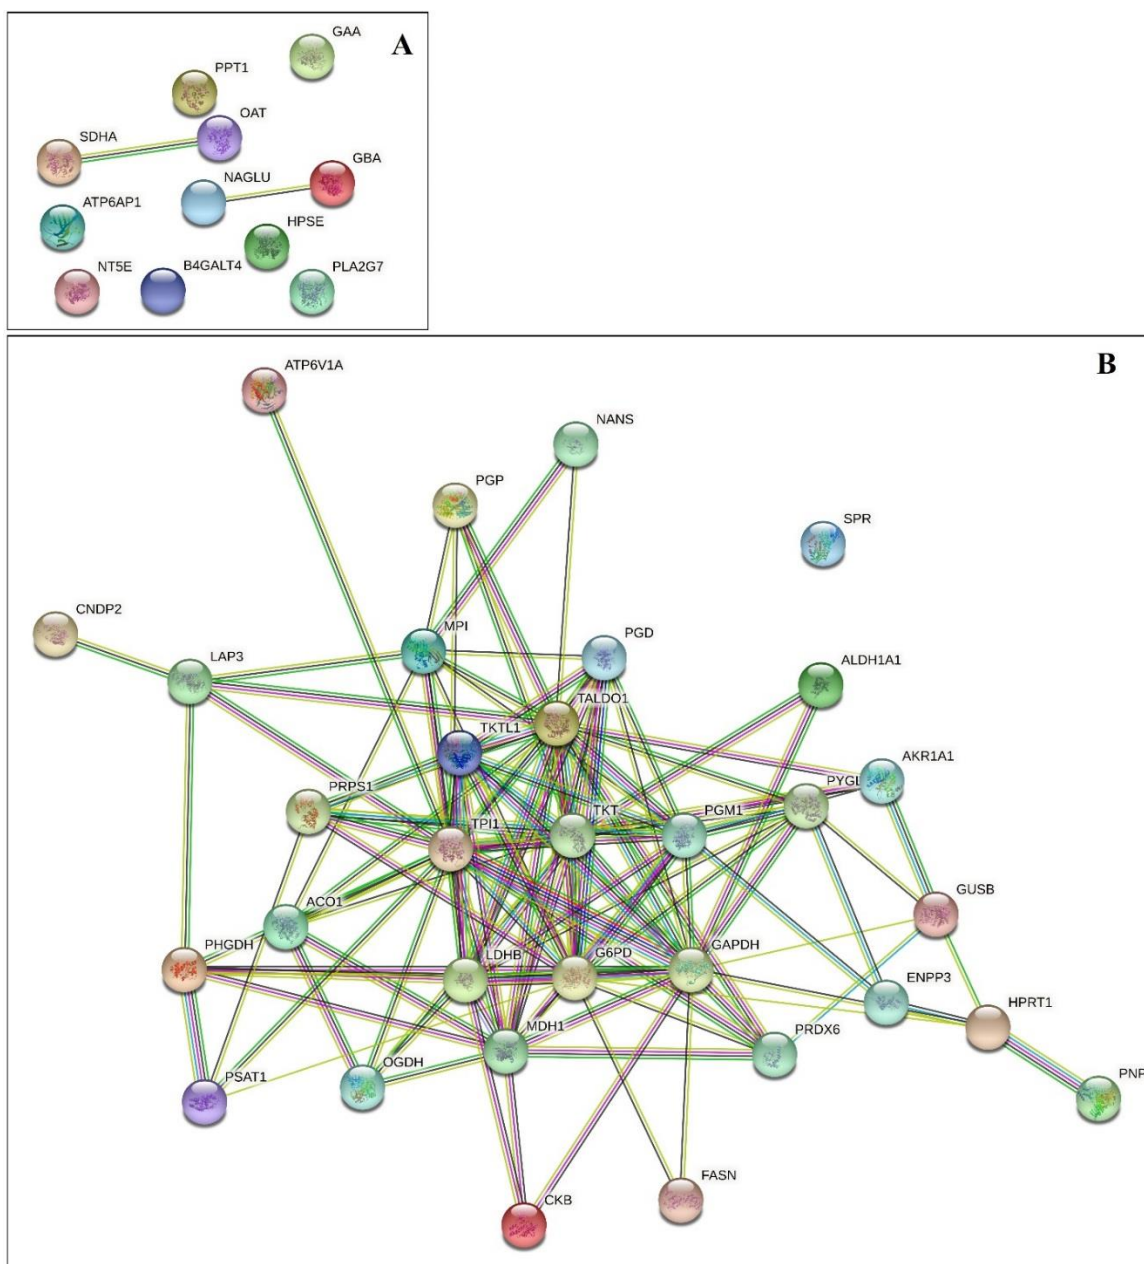 A
GAA
PPT1
OAT
SDHA
GBA
NAGLU
ATP6AP1
HPSE
NT5E
B4GALT4
PLA2G7
B
ATP6V1A
NANS
PGP
SPR
CNDP2
MPI
PGD
LAP3
ALDH1A1
TALDO1
TKTL1
AKR1A1
PYGL
PRPS1
TPI1
TKT
PGM1
GUSB
ACO1
PHGDH
LDHB
G6PD
GAPDH
ENPP3
HPRT1
MDH1
PRDX6
OGDH
PSAT1
PNP
FASN
CKB